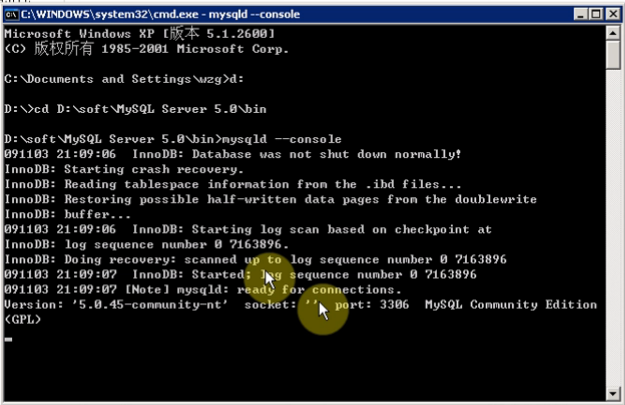 C:\WINDOWS\system32\cmd.exe - mysqld --console
Microsoft Windows XP [版本 5.1.2600]
(C) 版权所有 1985-2001 Microsoft Corp.
C:\Documents and Settings\wzg>d:
D:\>cd D:\soft\MySQL Server 5.0\bin
D:\soft\MySQL Server 5.0\bin>mysqld --console
091103 21:09:06  InnoDB: Database was not shut down normally!
InnoDB: Starting crash recovery.
InnoDB: Reading tablespace information from the .ibd files...
InnoDB: Restoring possible half-written data pages from the doublewrite
InnoDB: buffer...
091103 21:09:06  InnoDB: Starting log scan based on checkpoint at
InnoDB: log sequence number 0 7163896.
InnoDB: Doing recovery: scanned up to log sequence number 0 7163896
091103 21:09:07  InnoDB: Started; log sequence number 0 7163896
091103 21:09:07 [Note] mysqld: ready for connections.
Version: '5.0.45-community-nt'  socket: ''  port: 3306  MySQL Community Edition
(GPL)